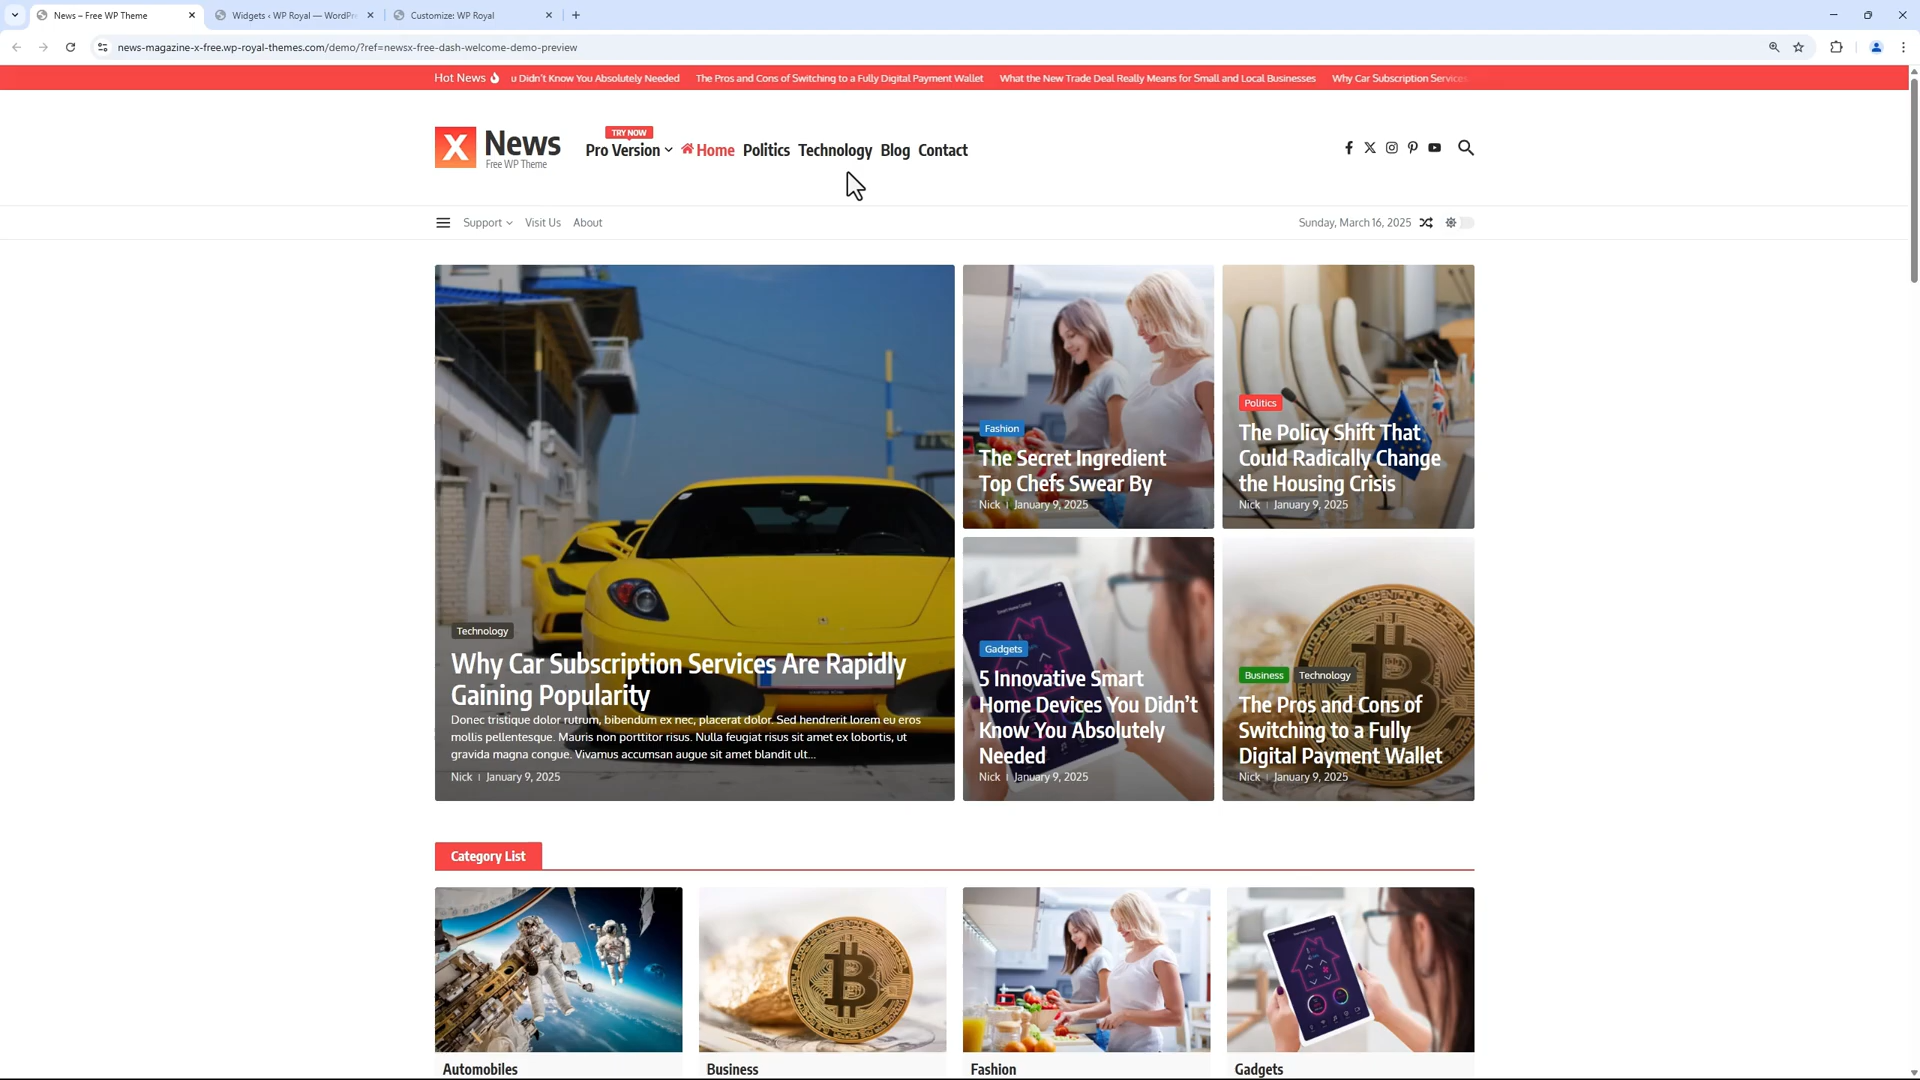 News – Free WP Theme
Widgets ‹ WP Royal — WordPr
Customize: WP Royal
news-magazine-x-free.wp-royal-themes.com/demo/?ref=newsx-free-dash-welcome-demo-preview
Hot News
u Didn't Know You Absolutely Needed
The Pros and Cons of Switching to a Fully Digital Payment Wallet
What the New Trade Deal Really Means for Small and Local Businesses
Why Car Subscription Services
X News
Free WP Theme
TRY NOW
Pro Version Home Politics Technology Blog Contact
Support Visit Us About
Sunday, March 16, 2025
Technology
Why Car Subscription Services Are Rapidly
Gaining Popularity
Donec tristique dolor rutrum, bibendum ex nec, placerat dolor. Sed hendrerit lorem eu eros
mollis pellentesque. Mauris non porttitor risus. Nulla feugiat risus sit amet ex lobortis, ut
gravida magna congue. Vivamus accumsan augue sit amet blandit ult...
Nick January 9, 2025
Fashion
The Secret Ingredient
Top Chefs Swear By
Nick January 9, 2025
Politics
The Policy Shift That
Could Radically Change
the Housing Crisis
Nick January 9, 2025
Gadgets
5 Innovative Smart
Home Devices You Didn't
Know You Absolutely
Needed
Nick January 9, 2025
Business Technology
The Pros and Cons of
Switching to a Fully
Digital Payment Wallet
Nick January 9, 2025
Category List
Automobiles
Business
Fashion
Gadgets